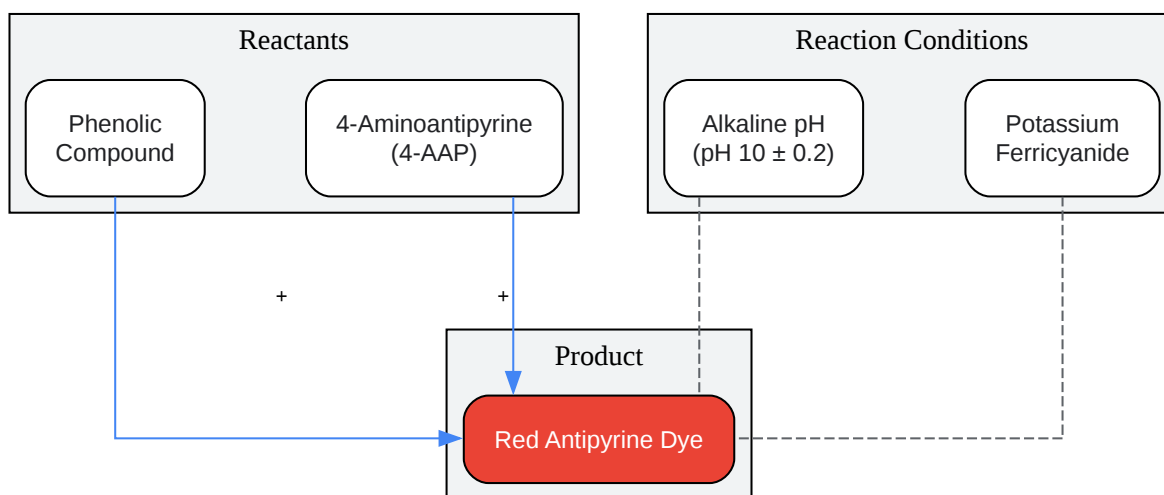 Reactants
Phenolic
Compound
4-Aminoantipyrine
(4-AAP)
Reaction Conditions
Alkaline pH
(pH 10 ± 0.2)
Potassium
Ferricyanide
+
+
Product
Red Antipyrine Dye